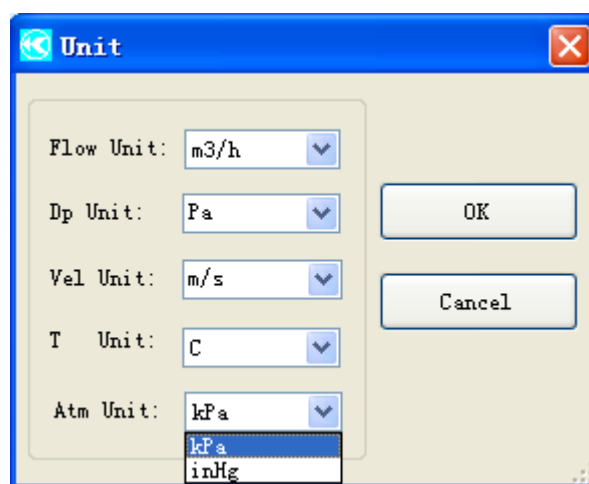 Unit
Flow Unit: m3/h
Dp Unit: Pa
OK
Vel Unit: m/s
Cancel
T Unit: C
Atm Unit: kPa
kPa
inHg